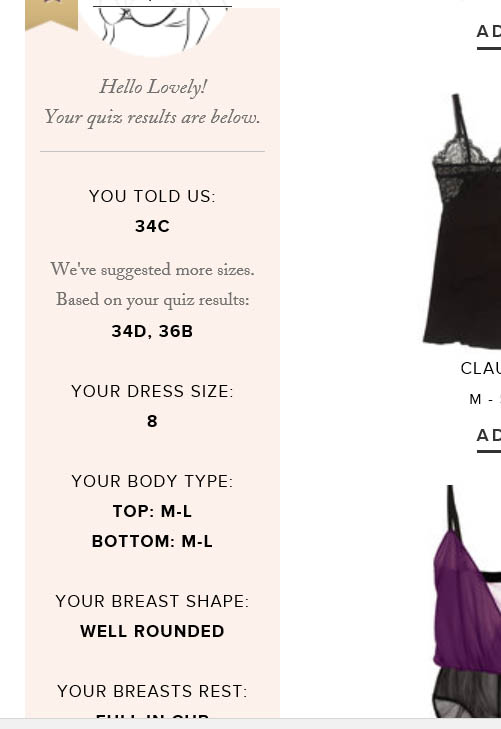 Hello Lovely!
Your quiz results are below.
YOU TOLD US:
34C
We've suggested more sizes.
Based on your quiz results:
34D, 36B
YOUR DRESS SIZE:
8
YOUR BODY TYPE:
TOP: M-L
BOTTOM: M-L
YOUR BREAST SHAPE:
WELL ROUNDED
YOUR BREASTS REST:
FULL IN CUP
AD
CLAU
M -
AD